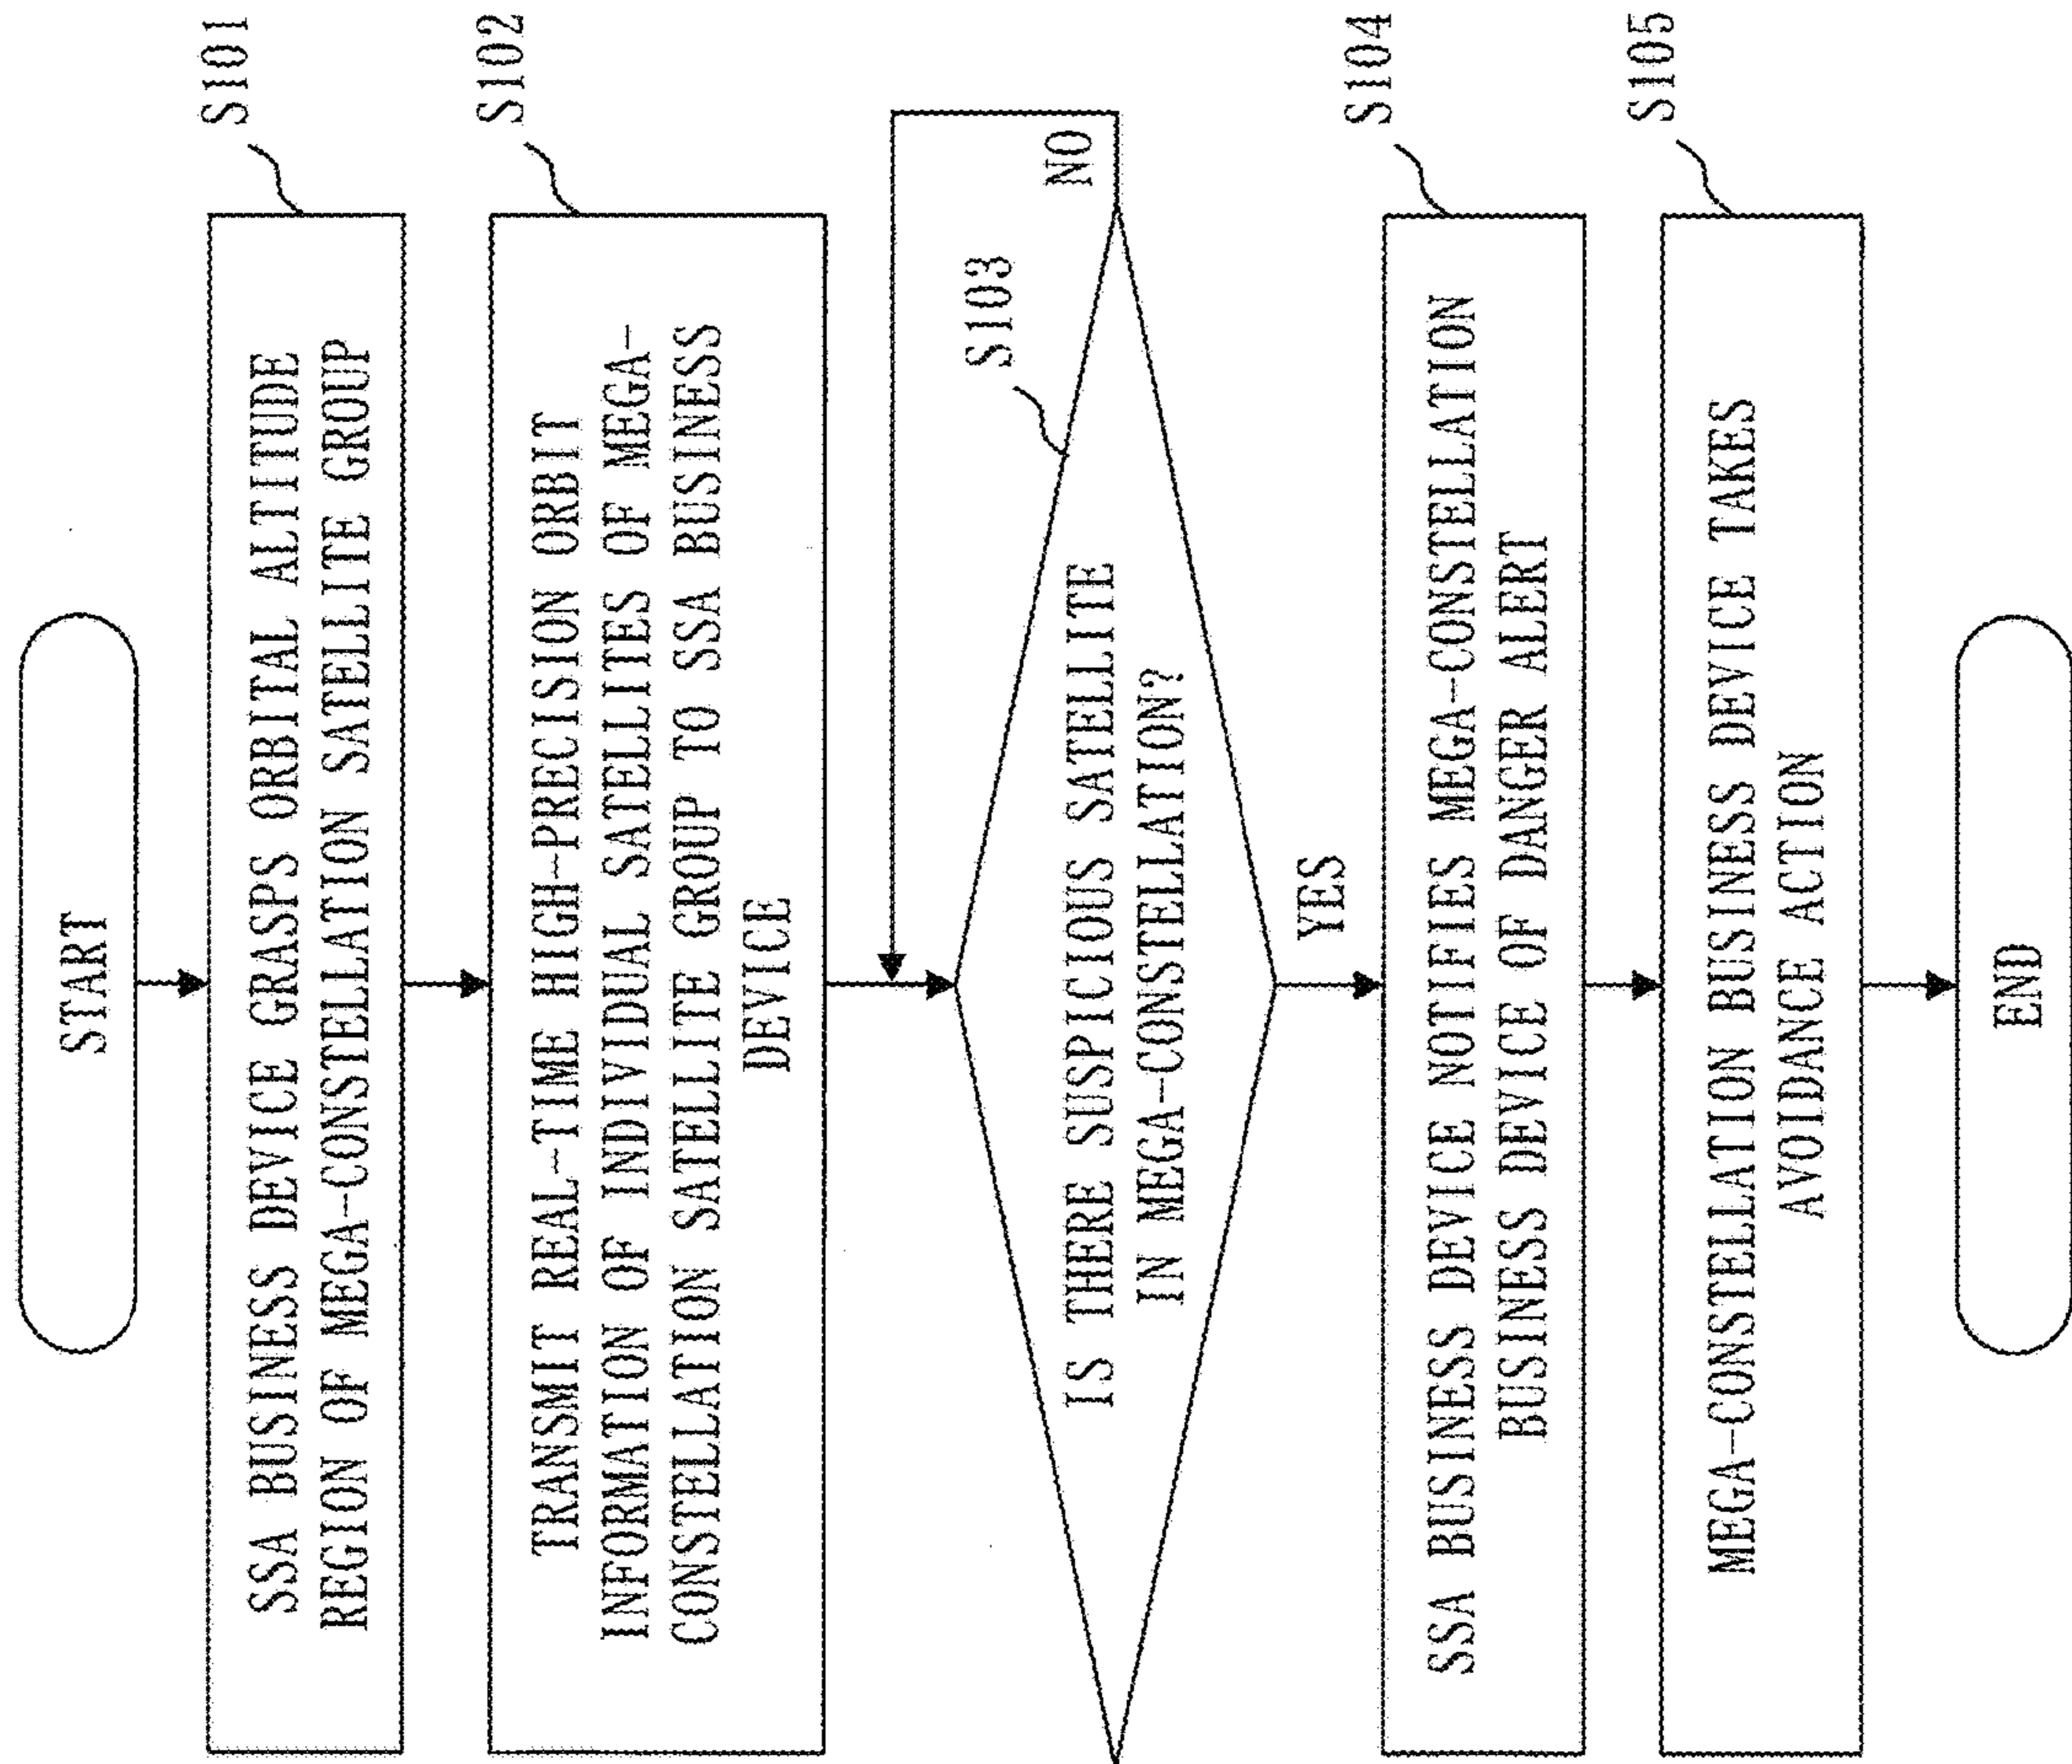 START
S101
SSA BUSINESS DEVICE GRASPS ORBITAL ALTITUDE
REGION OF MEGA-CONSTELLATION SATELLITE GROUP
S102
TRANSMIT REAL-TIME HIGH-PRECISION ORBIT
INFORMATION OF INDIVIDUAL SATELLITES OF MEGA-
CONSTELLATION SATELLITE GROUP TO SSA BUSINESS
DEVICE
S103
IS THERE SUSPICIOUS SATELLITE
IN MEGA-CONSTELLATION?
NO
YES
S104
SSA BUSINESS DEVICE NOTIFIES MEGA-CONSTELLATION
BUSINESS DEVICE OF DANGER ALERT
S105
MEGA-CONSTELLATION BUSINESS DEVICE TAKES
AVOIDANCE ACTION
END